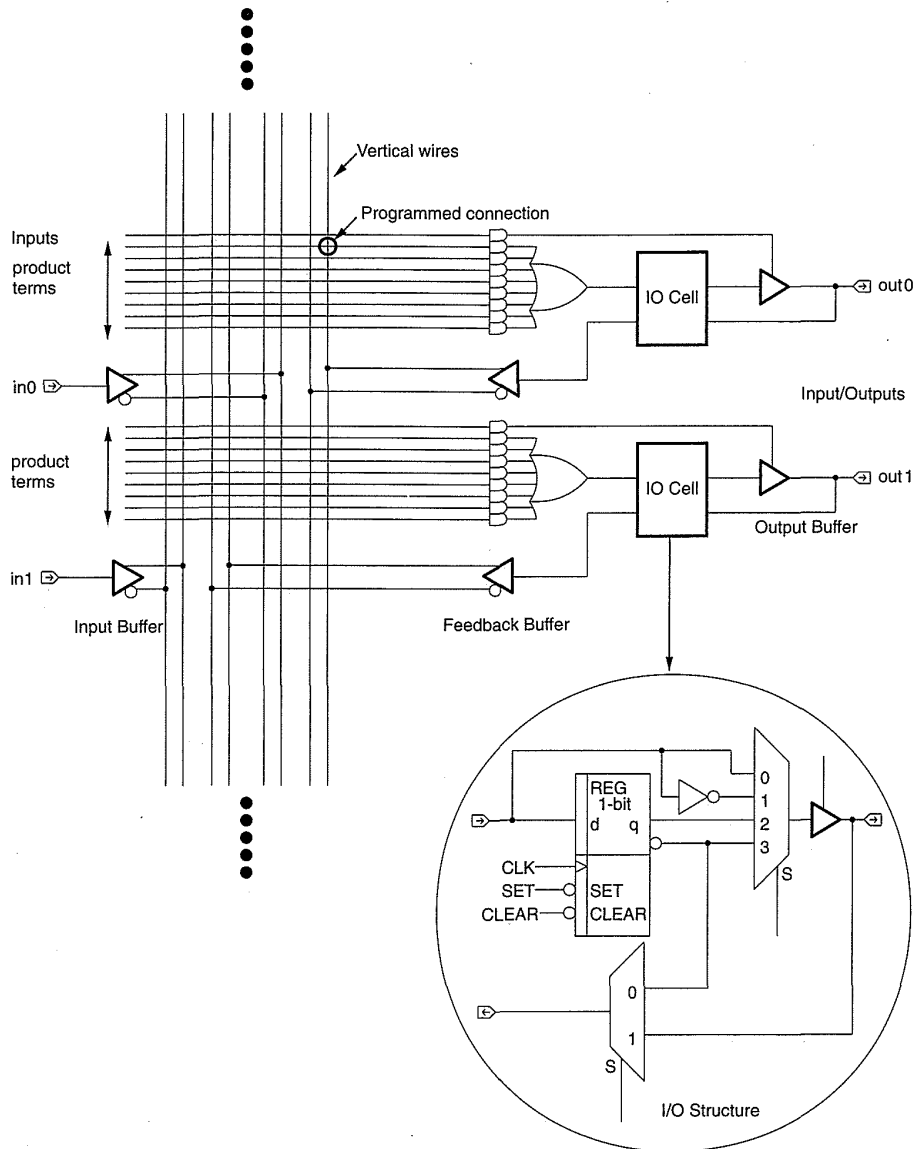 Vertical wires
Programmed connection
Inputs
product
terms
IO Cell
out0
in0
Input/Outputs
product
terms
IO Cell
out1
Output Buffer
in1
Input Buffer
Feedback Buffer
REG
1-bit
d q
0
1
2
3
S
CLK
SET
CLEAR
SET
CLEAR
0
1
S
I/O Structure